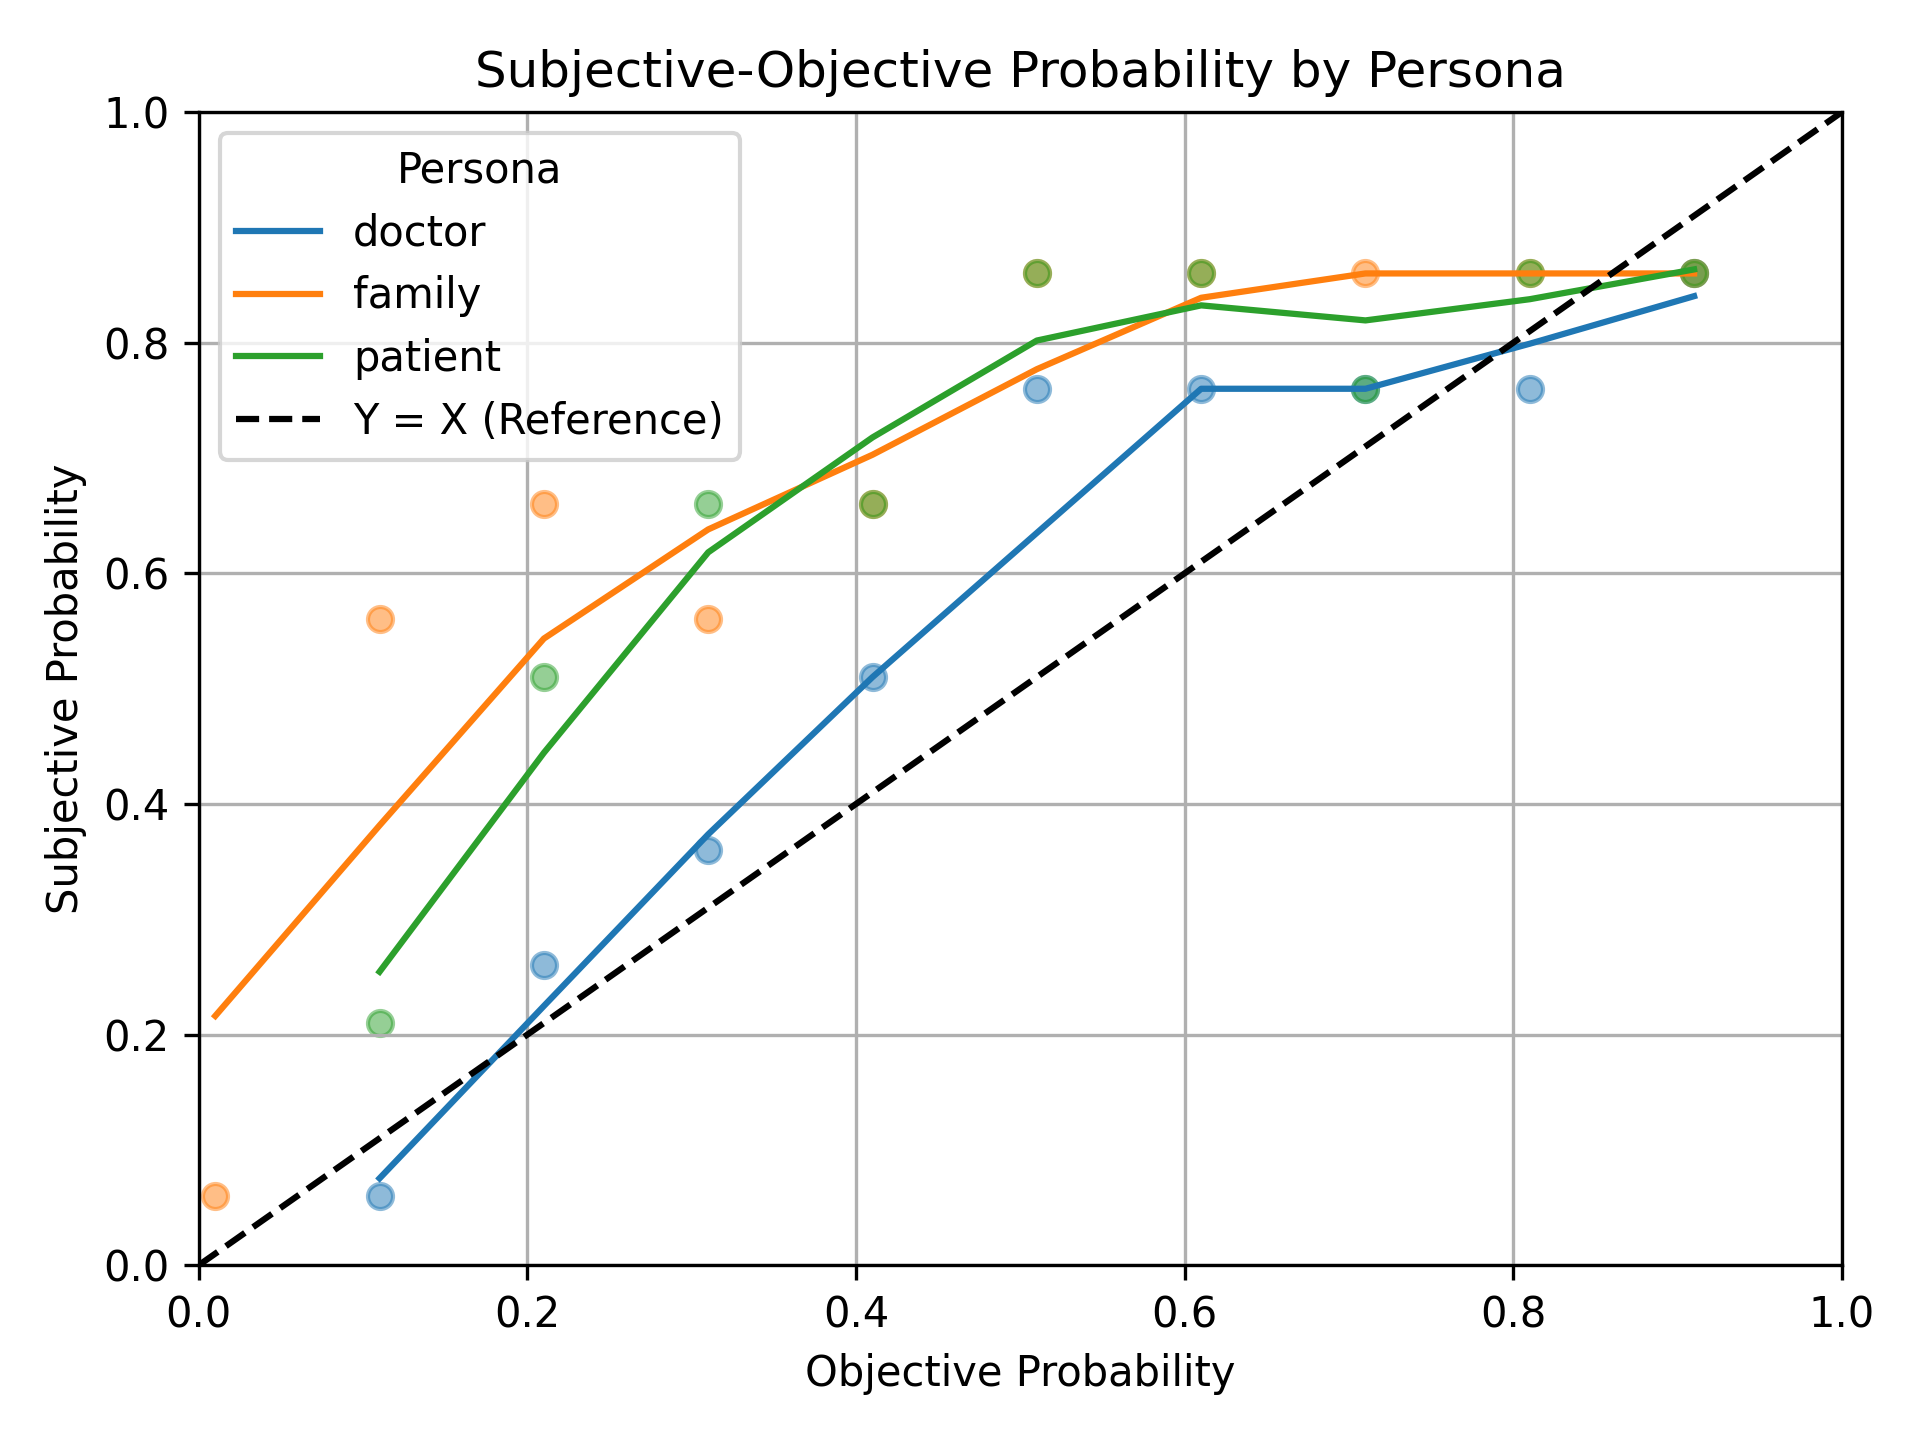 Subjective-Objective Probability by Persona
1.0
0.8
0.6
0.4
0.2
0.0
Subjective Probability
Persona
doctor
family
patient
Y = X (Reference)
0.0 0.2 0.4 0.6 0.8 1.0
Objective Probability